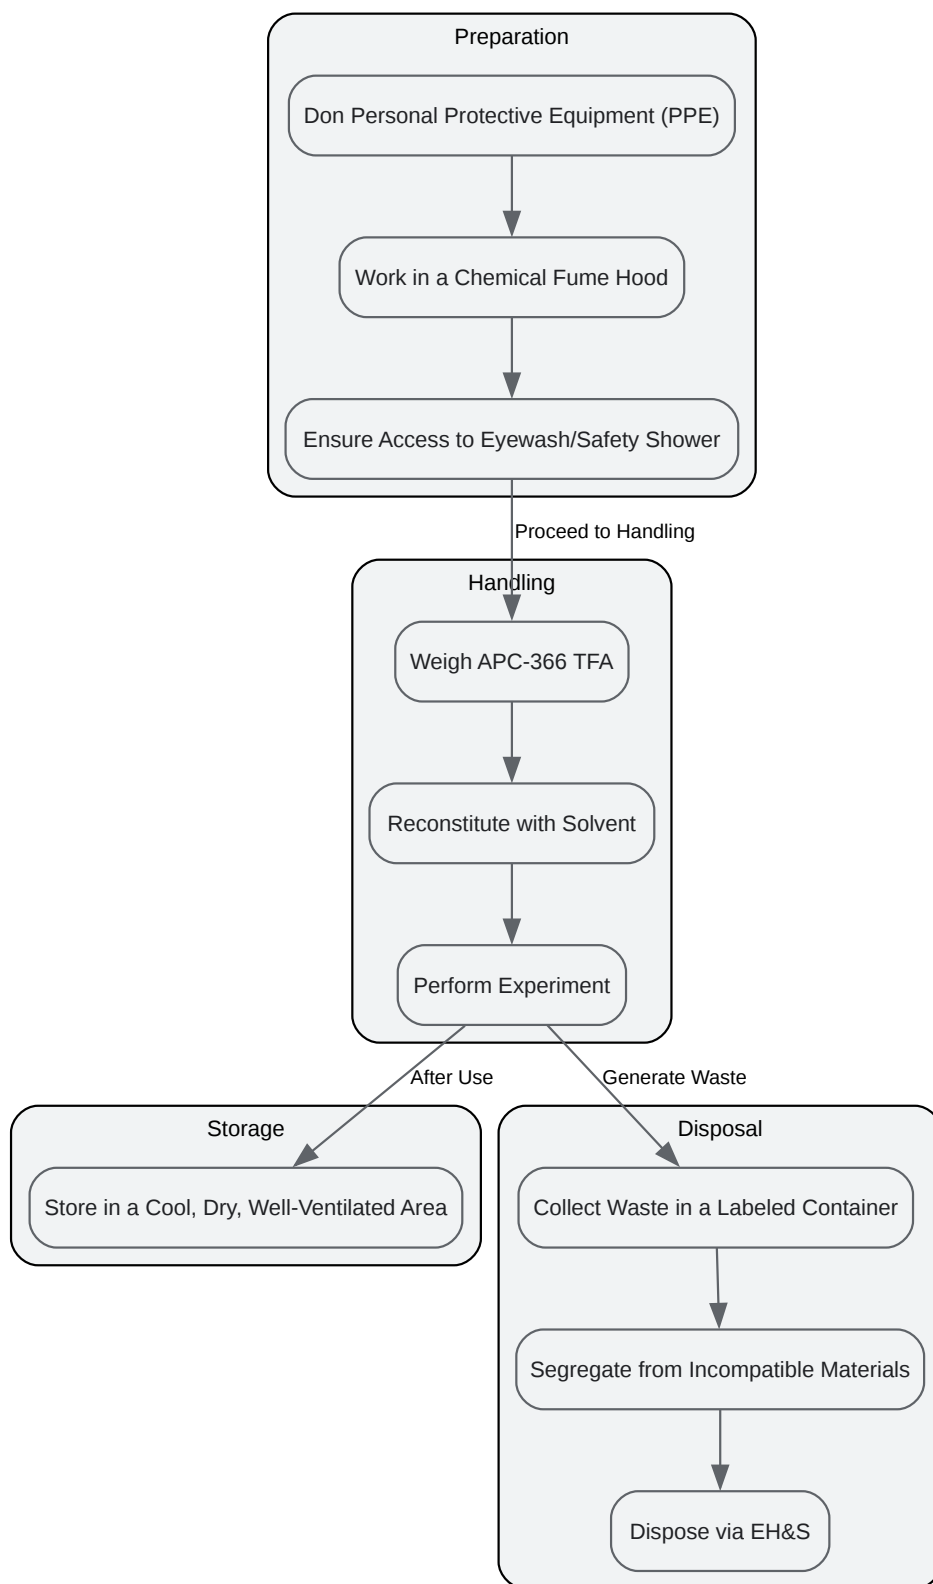 Preparation
Don Personal Protective Equipment (PPE)
Work in a Chemical Fume Hood
Ensure Access to Eyewash/Safety Shower
Proceed to Handling
Handling
Weigh APC-366 TFA
Reconstitute with Solvent
Perform Experiment
After Use
Generate Waste
Storage
Store in a Cool, Dry, Well-Ventilated Area
Disposal
Collect Waste in a Labeled Container
Segregate from Incompatible Materials
Dispose via EH&S